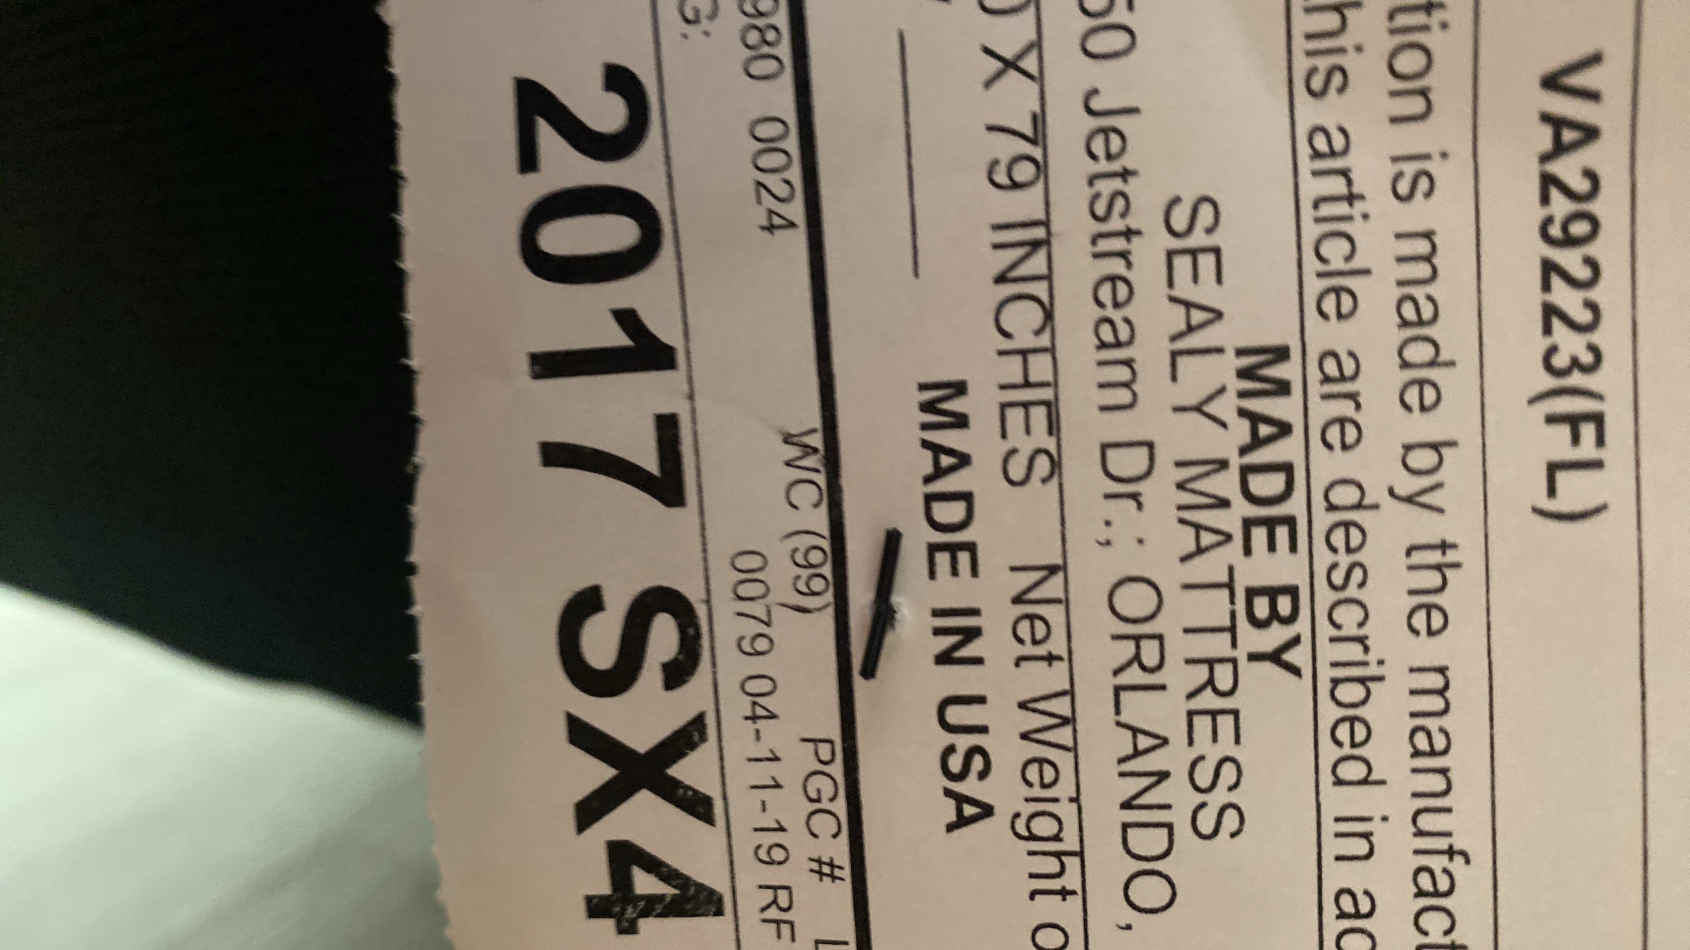 VA29223(FL)
tion is made by the manufact
his article are described in ac
MADE BY
SEALY MATTRESS
50 Jetstream Dr.; ORLANDO,
X 79 INCHES Net Weight o
MADE IN USA
WC (99) PGC #
980 0024 0079 04-11-19 RF
G:
2017 SX4